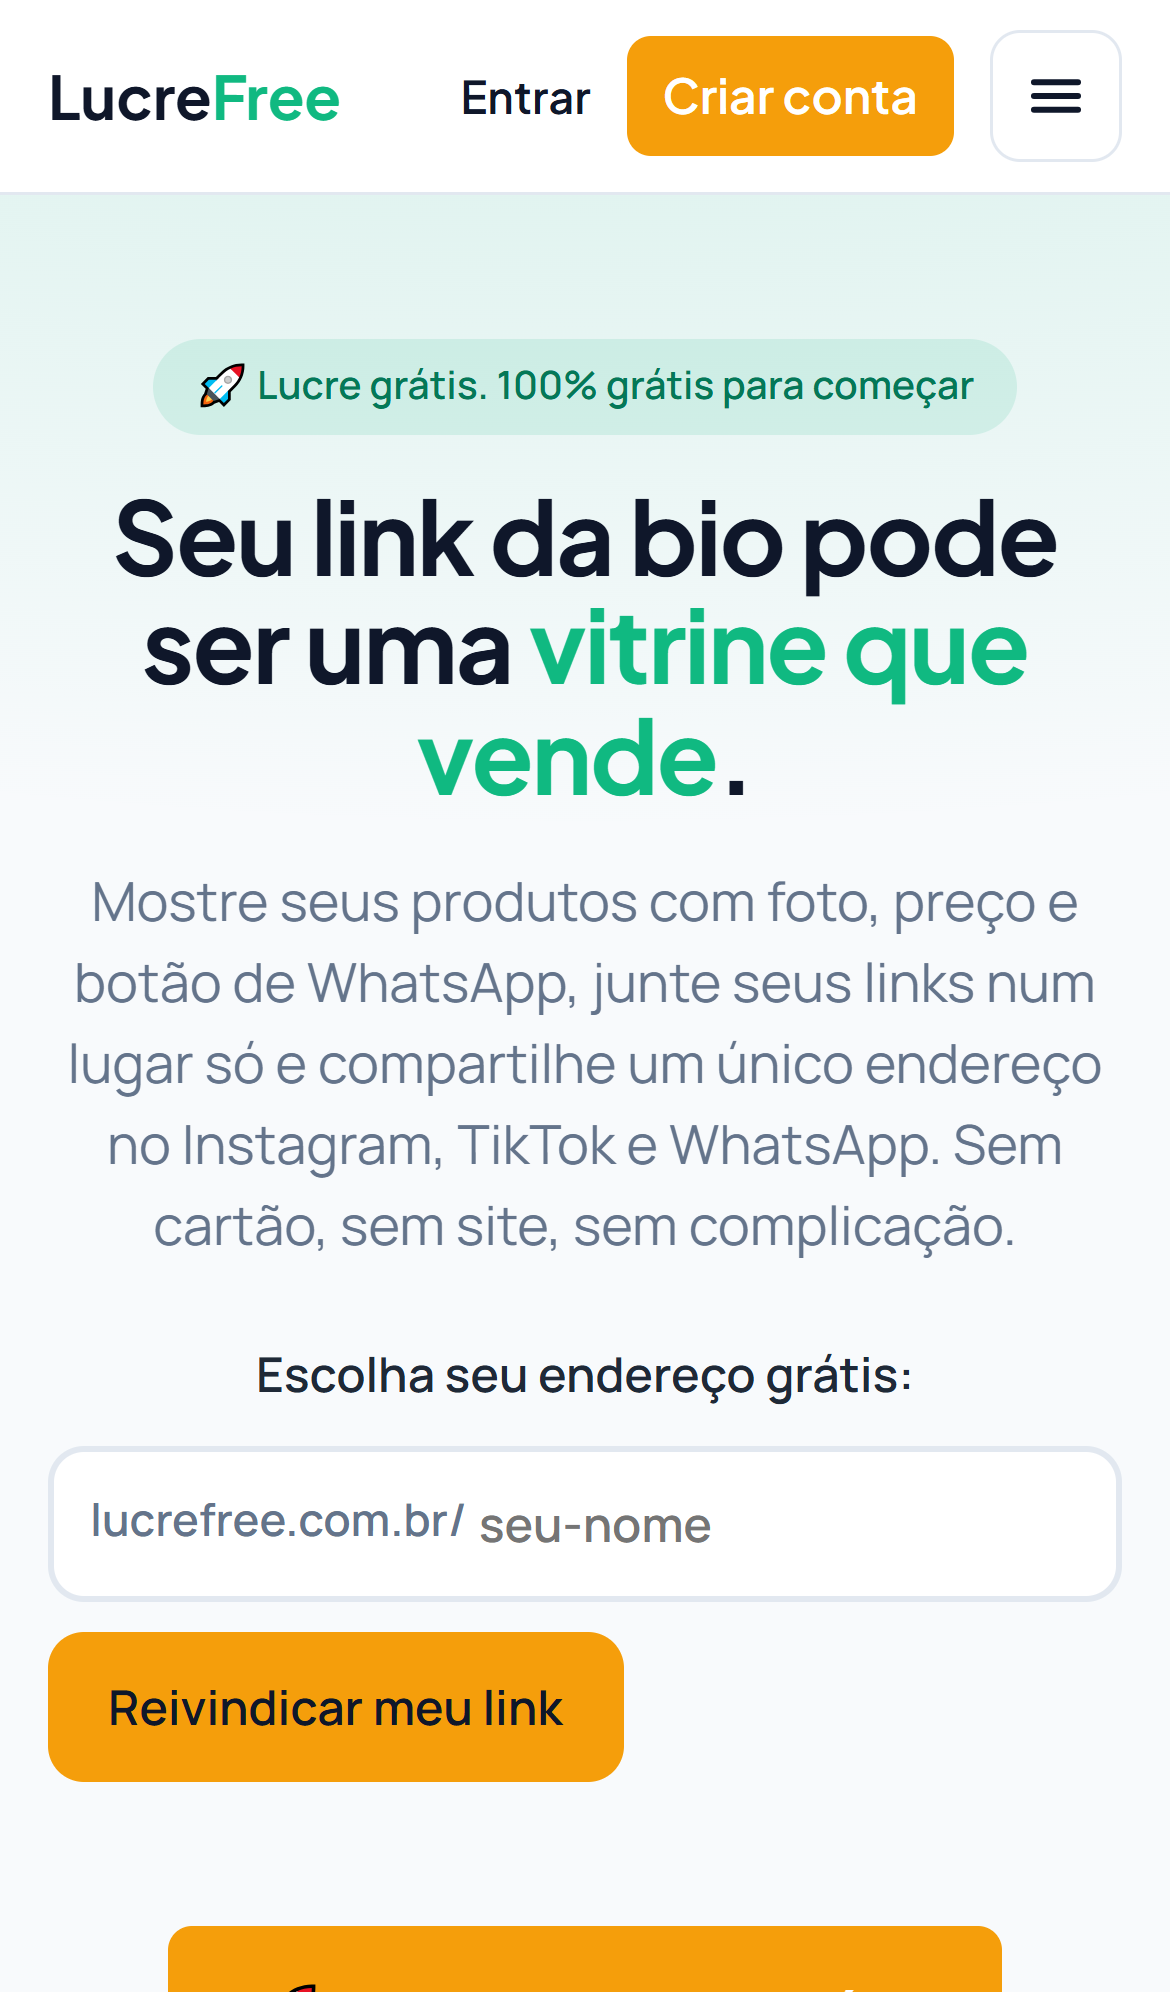 LucreFree
Entrar
Criar conta
🚀 Lucre grátis. 100% grátis para começar
Seu link da bio pode
ser uma vitrine que
vende.
Mostre seus produtos com foto, preço e
botão de WhatsApp, junte seus links num
lugar só e compartilhe um único endereço
no Instagram, TikTok e WhatsApp. Sem
cartão, sem site, sem complicação.
Escolha seu endereço grátis:
lucrefree.com.br/ seu-nome
Reivindicar meu link